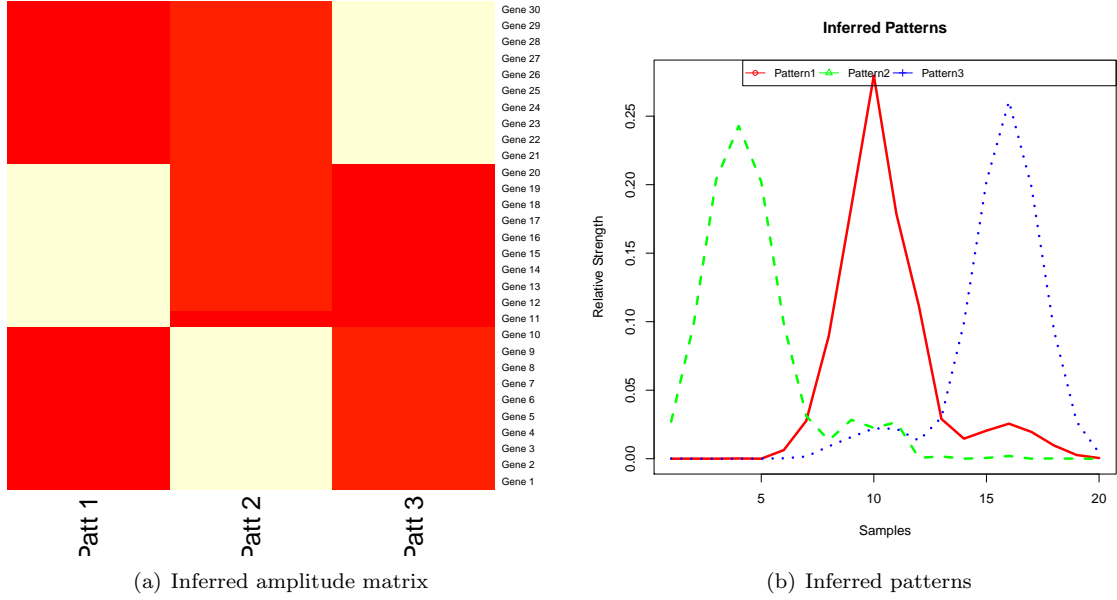 Gene 30
Gene 29
Gene 28
Gene 27
Gene 26
Gene 25
Gene 24
Gene 23
Gene 22
Gene 21
Gene 20
Gene 19
Gene 18
Gene 17
Gene 16
Gene 15
Gene 14
Gene 13
Gene 12
Gene 11
Gene 10
Gene 9
Gene 8
Gene 7
Gene 6
Gene 5
Gene 4
Gene 3
Gene 2
Gene 1
Patt 1
Patt 2
Patt 3
(a) Inferred amplitude matrix
Inferred Patterns
Pattern1 Pattern2 Pattern3
0.25
0.20
0.15
0.10
0.05
0.00
Relative Strength
5 10 15 20
Samples
(b) Inferred patterns